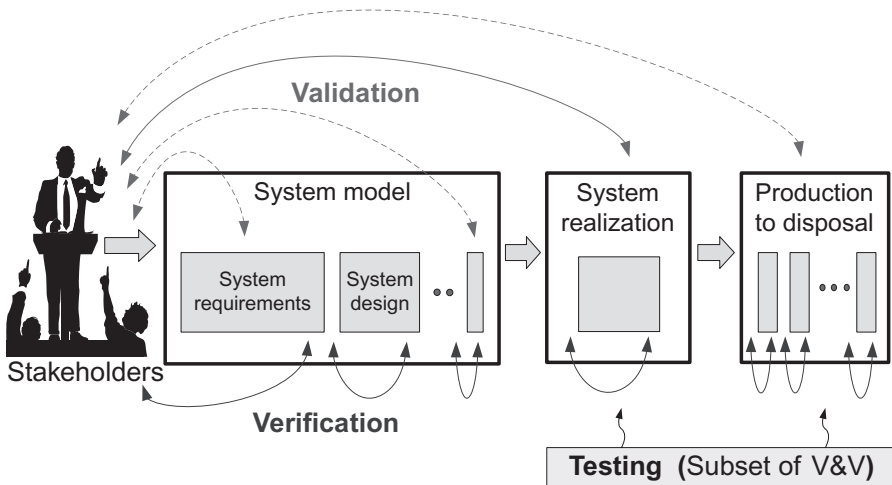 Validation
System model
System
realization
Production
to disposal
System
requirements
System
design
Stakeholders
Verification
Testing (Subset of V&V)